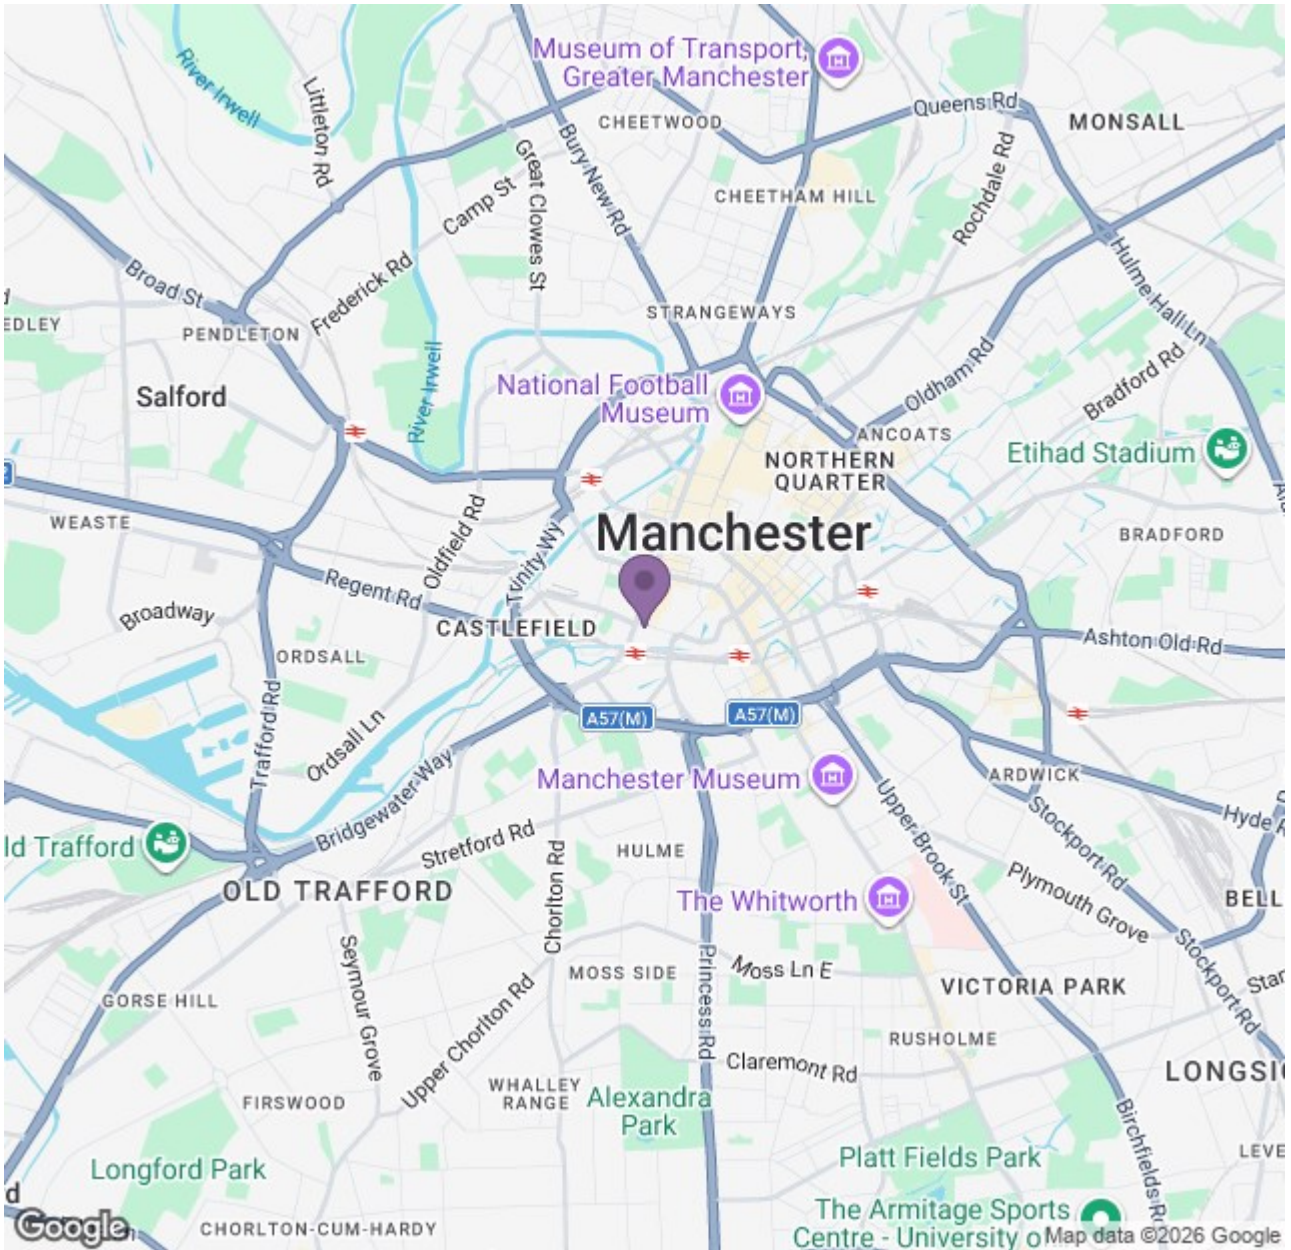 Museum of Transport,
Greater Manchester
River Irwell
Littleton Rd
CHEETWOOD
Queens Rd
MONSALL
Bury New Rd
Great Clowes St
Camp St
CHEETHAM HILL
Rochdale Rd
Broad St
Frederick Rd
Hulme Hall Ln
EDLEY
PENDLETON
STRANGEWAYS
Oldham Rd
Bradford Rd
River Irwell
Salford
National Football
Museum
ANCOATS
Etihad Stadium
NORTHERN
QUARTER
WEASTE
Oldfield Rd
Manchester
BRADFORD
Trinity Wy
Regent Rd
Broadway
CASTLEFIELD
Ashton Old Rd
ORDSALL
Trafford Rd
Ordsall Ln
A57(M)
A57(M)
Bridgewater Way
Manchester Museum
ARDWICK
Upper Brook St
Stockport Rd
Hyde R
ld Trafford
Stretford Rd
HULME
OLD TRAFFORD
Chorlton Rd
The Whitworth
Plymouth Grove
BELL
Seymour Grove
MOSS SIDE
Princess Rd
Moss Ln E
VICTORIA PARK
Stockport Rd
Stan
GORSE HILL
Upper Chorlton Rd
RUSHOLME
Claremont Rd
LONGSI
FIRSWOOD
WHALLEY
RANGE
Alexandra
Park
Birchfields Rd
LEVE
Longford Park
Platt Fields Park
d
CHORLTON-CUM-HARDY
The Armitage Sports
Centre - University o
Google
Map data ©2026 Google